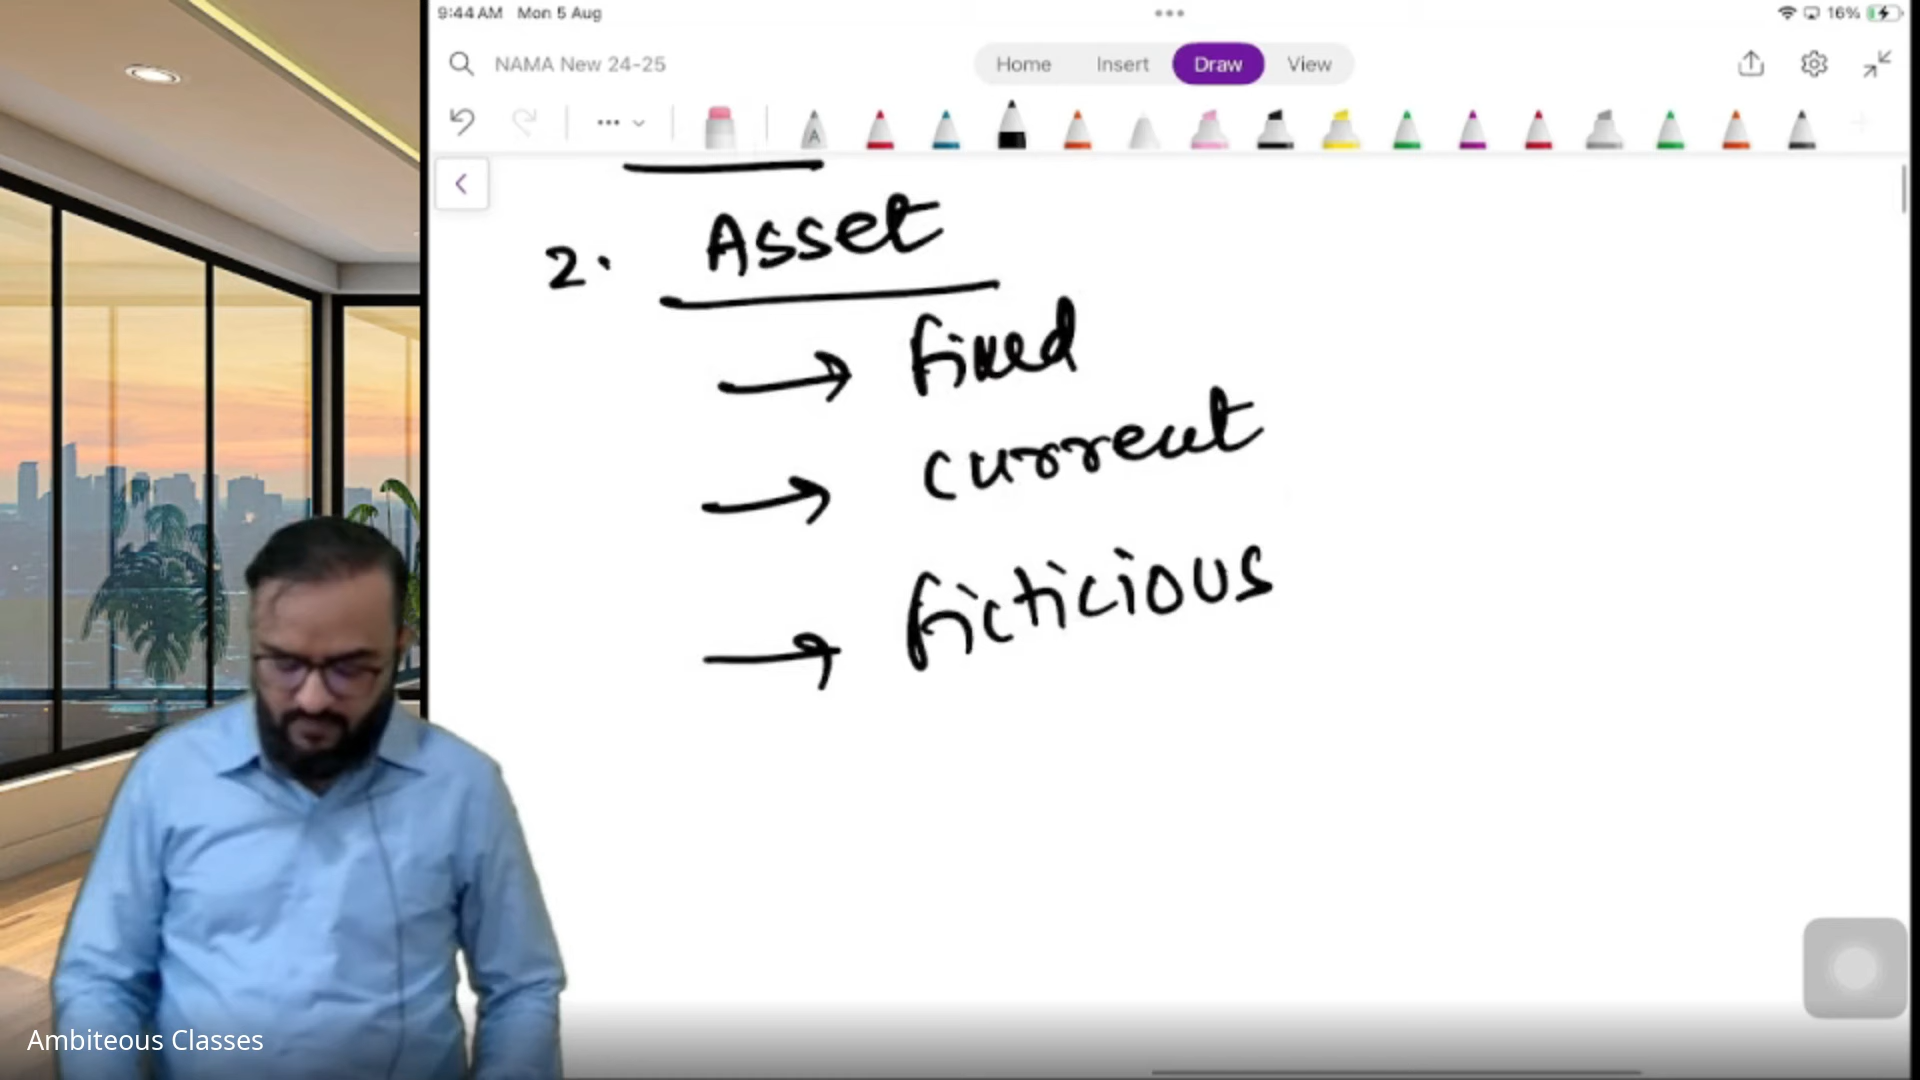 9:44 AM Mon 5 Aug
16%
NAMA New 24-25
Home Insert Draw View
A
2. Asset
→ fixed
→ current
→ ficticious
Ambiteous Classes